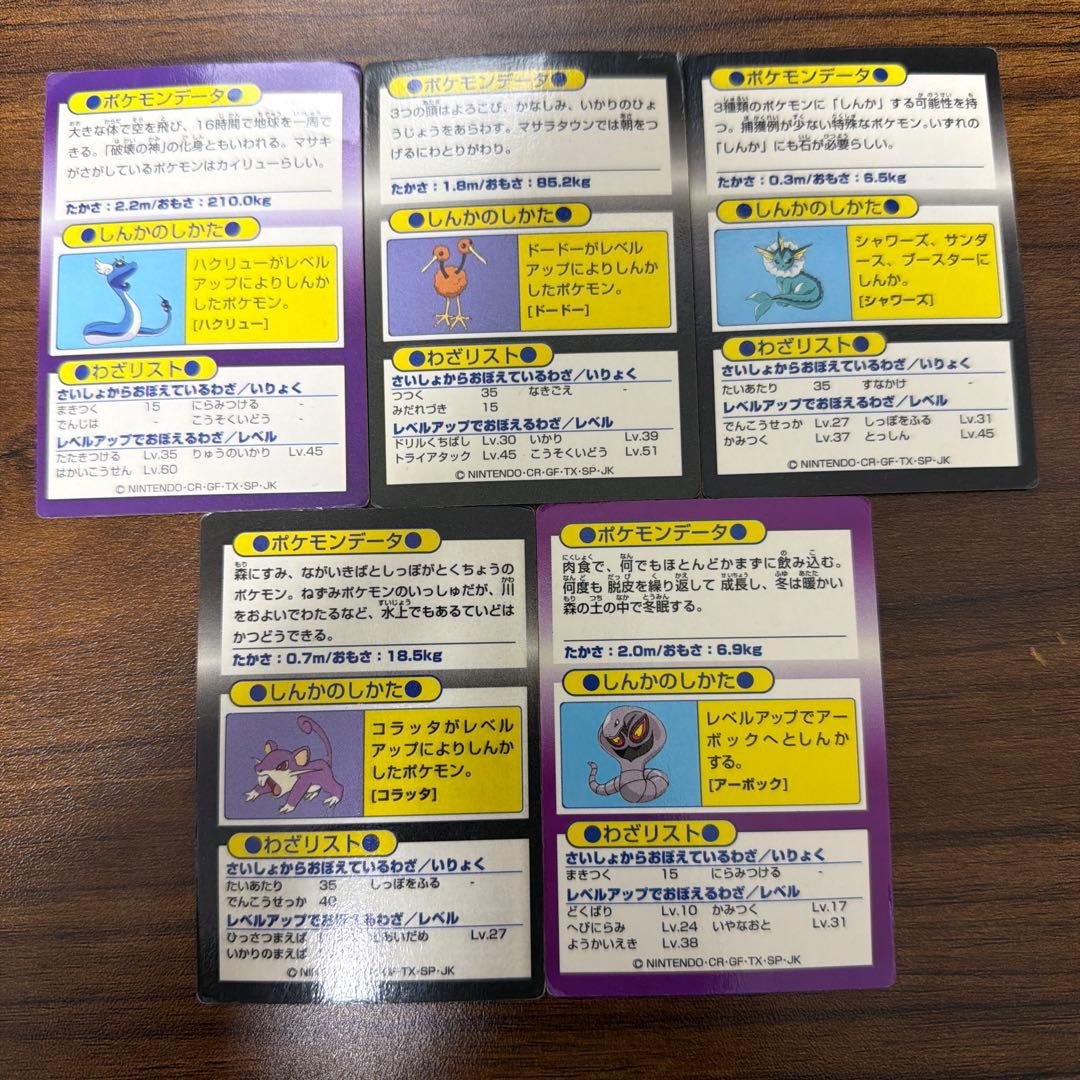 ポケモンデータ
大きな体で空を飛び、16時間で地球を一周で
きる。「破壊の神」の化身ともいわれる。マサキ
がさがしているポケモンはカイリューらしい。
たかさ：2.2m/おもさ：210.0kg
しんかのしかた
ハクリューがレベル
アップによりしんか
したポケモン。
[ハクリュー]
わざリスト
さいしょからおぼえているわざ/いりょく
まきつく 15 にらみつける -
でんじは - こうそくいどう -
レベルアップでおぼえるわざ/レベル
たたきつける Lv.35 りゅうのいかり Lv.45
はかいこうせん Lv.60
© NINTENDO・CR・GF・TX・SP・JK
ポケモンデータ
3つの頭はよろこび、かなしみ、いかりのひょ
うじょうをあらわす。マサラタウンでは朝をつ
げるにわとりがわり。
たかさ：1.8m/おもさ：85.2kg
しんかのしかた
ドードーがレベル
アップによりしんか
したポケモン。
[ドードー]
わざリスト
さいしょからおぼえているわざ/いりょく
つつく 35 なきごえ -
みだれづき 15
レベルアップでおぼえるわざ/レベル
ドリルくちばし Lv.30 いかり Lv.39
トライアタック Lv.45 こうそくいどう Lv.51
© NINTENDO・CR・GF・TX・SP・JK
ポケモンデータ
3種類のポケモンに「しんか」する可能性を持
つ。捕獲例が少ない特殊なポケモン。いずれの
「しんか」にも石が必要らしい。
たかさ：0.3m/おもさ：6.5kg
しんかのしかた
シャワーズ、サンダ
ース、ブースターに
しんか。
[シャワーズ]
わざリスト
さいしょからおぼえているわざ/いりょく
たいあたり 35 すなかけ -
レベルアップでおぼえるわざ/レベル
でんこうせっか Lv.27 しっぽをふる Lv.31
かみつく Lv.37 とっしん Lv.45
© NINTENDO・CR・GF・TX・SP・JK
ポケモンデータ
森にすみ、ながいきばとしっぽがとくちょうの
ポケモン。ねずみポケモンのいっしゅだが、川
をおよいでわたるなど、水上でもあるていどは
かつどうできる。
たかさ：0.7m/おもさ：18.5kg
しんかのしかた
コラッタがレベル
アップによりしんか
したポケモン。
[コラッタ]
わざリスト
さいしょからおぼえているわざ/いりょく
たいあたり 35 しっぽをふる -
でんこうせっか 40
レベルアップでおぼえるわざ/レベル
ひっさつまえば Lv.27
いかりのまえば
GF・TX・SP・JK
ポケモンデータ
肉食で、何でもほとんどかまずに飲み込む。
何度も 脱皮を繰り返して 成長し、冬は暖かい
森の土の中で冬眠する。
たかさ：2.0m/おもさ：6.9kg
しんかのしかた
レベルアップでアー
ボックへとしんか
する。
[アーボック]
わざリスト
さいしょからおぼえているわざ/いりょく
まきつく 15 にらみつける -
レベルアップでおぼえるわざ/レベル
どくばり Lv.10 かみつく Lv.17
へびにらみ Lv.24 いやなおと Lv.31
ようかいえき Lv.38
© NINTENDO・CR・GF・TX・SP・JK